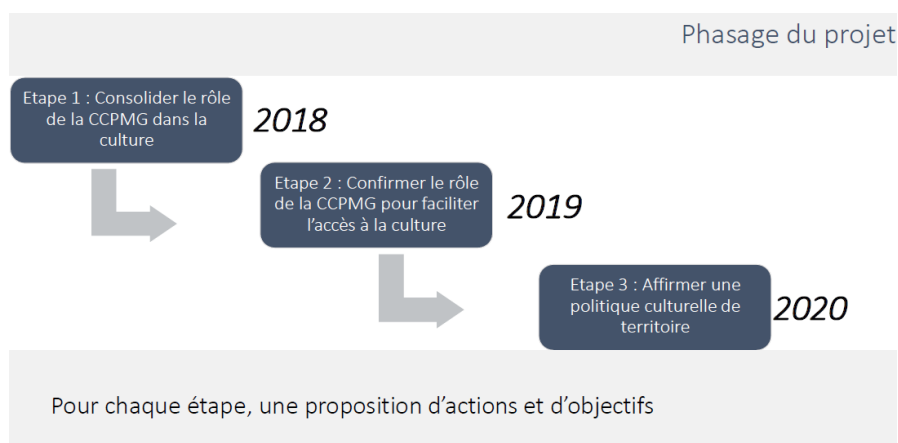 Phasage du projet
Etape 1 : Consolider le rôle
de la CCPMG dans la
culture
2018
Etape 2 : Confirmer le rôle
de la CCPMG pour faciliter
l’accès à la culture
2019
Etape 3 : Affirmer une
politique culturelle de
territoire
2020
Pour chaque étape, une proposition d’actions et d’objectifs